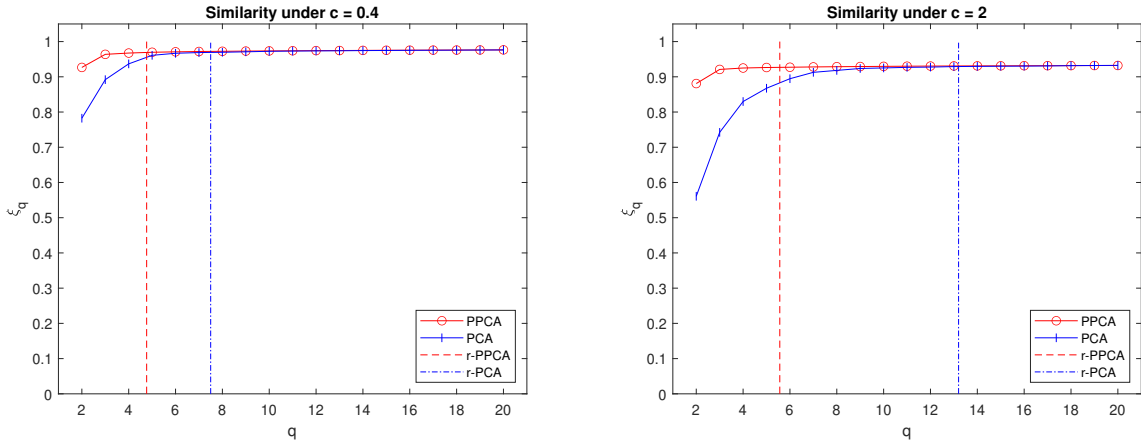 Similarity under c = 0.4
1
0.9
0.8
0.7
0.6
0.5
0.4
0.3
0.2
0.1
0
ξq
2 4 6 8 10 12 14 16 18 20
q
PPCA
PCA
r-PPCA
r-PCA
Similarity under c = 2
1
0.9
0.8
0.7
0.6
0.5
0.4
0.3
0.2
0.1
0
ξq
2 4 6 8 10 12 14 16 18 20
q
PPCA
PCA
r-PPCA
r-PCA